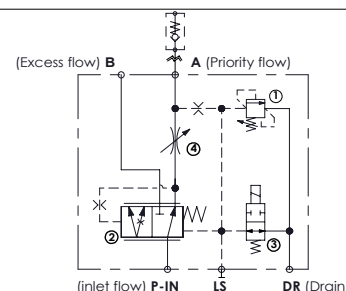 (Excess flow) B
A (Priority flow)
1
4
2
3
(inlet flow) P-IN
LS
DR (Drain